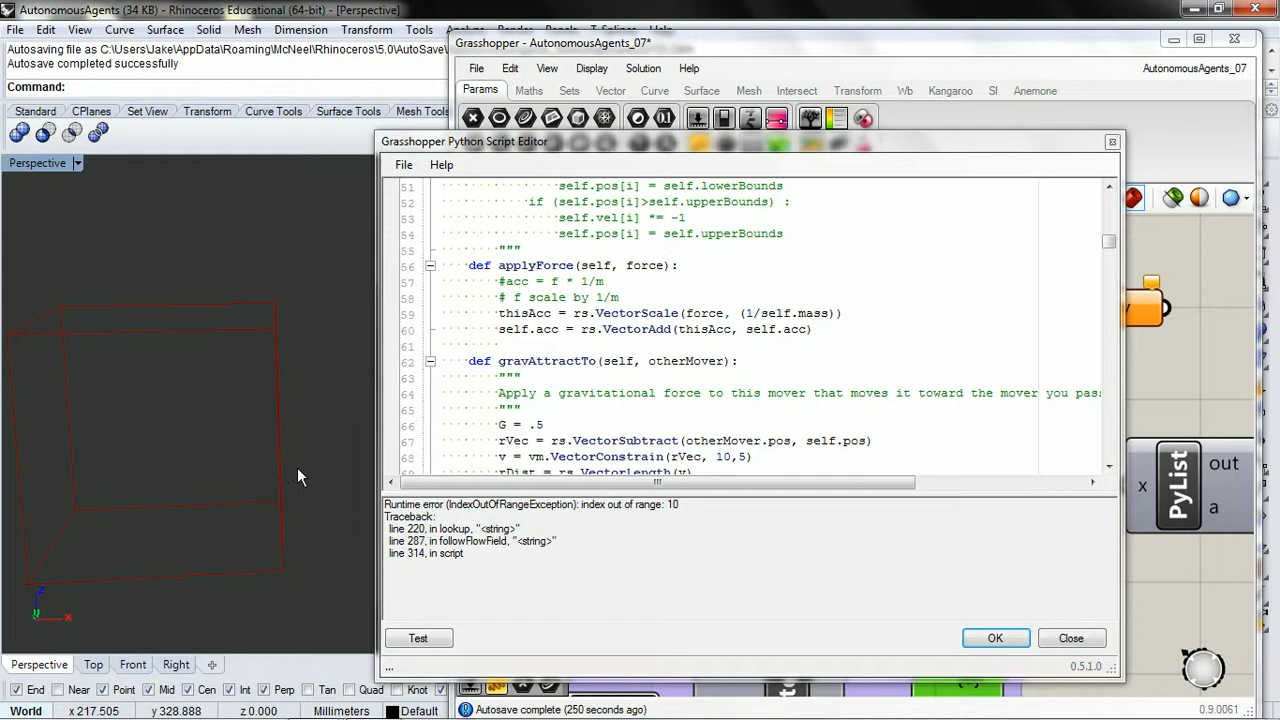 AutonomousAgents (34 KB) - Rhinoceros Educational (64-bit) - [Perspective]
File Edit View Curve Surface Solid Mesh Dimension Transform Tools
Autosaving file as C:\Users\Jake\AppData\Roaming\McNeel\Rhinoceros\5.0\AutoSave\
Autosave completed successfully
Command:
Standard CPlanes Set View Transform Curve Tools Surface Tools Mesh Tools
Perspective
Grasshopper - AutonomousAgents_07*
File Edit View Display Solution Help
AutonomousAgents_07
Params Maths Sets Vector Curve Surface Mesh Intersect Transform Wb Kangaroo Anemone
Grasshopper Python Script Editor
File Help
51 self.pos[i] = self.lowerBounds
52 if (self.pos[i]>self.upperBounds) :
53 self.vel[i] *= -1
54 self.pos[i] = self.upperBounds
55 """
56 def applyForce(self, force):
57 #acc = f * 1/m
58 # f scale by 1/m
59 thisAcc = rs.VectorScale(force, (1/self.mass))
60 self.acc = rs.VectorAdd(thisAcc, self.acc)
61
62 def gravAttractTo(self, otherMover):
63 """
64 Apply a gravitational force to this mover that moves it toward the mover you pas
65 """
66 G = .5
67 rVec = rs.VectorSubtract(otherMover.pos, self.pos)
68 v = vm.VectorConstrain(rVec, 10,5)
69 rDist = rs.VectorLength(v)
Runtime error (IndexOutOfRangeException): index out of range: 10
Traceback:
line 220, in lookup, "<string>"
line 287, in followFlowField, "<string>"
line 314, in script
Test OK Close
... 0.5.1.0
y
x PyList out
a
z
y x
Perspective Top Front Right
End Near Point Mid Cen Int Perp Tan Quad Knot
World x 217.505 y 328.888 z 0.000 Millimeters Default
Autosave complete (250 seconds ago)
0.9.0061